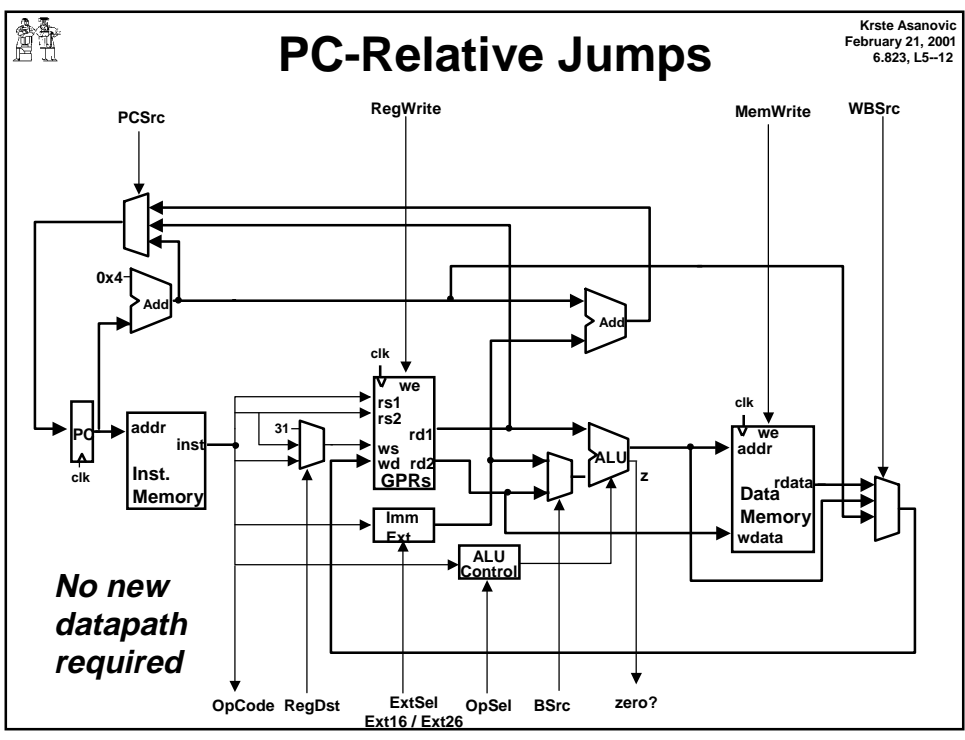 PC-Relative Jumps
Krste Asanovic
February 21, 2001
6.823, L5--12
PCSrc
RegWrite
MemWrite
WBSrc
0x4
Add
Add
clk
we
rs1
rs2
31
rd1
ws
wd rd2
GPRs
PC
clk
addr
inst
Inst.
Memory
ALU
z
clk
we
addr
rdata
Data
Memory
wdata
Imm
Ext
ALU
Control
No new
datapath
required
OpCode RegDst ExtSel OpSel BSrc zero?
Ext16 / Ext26